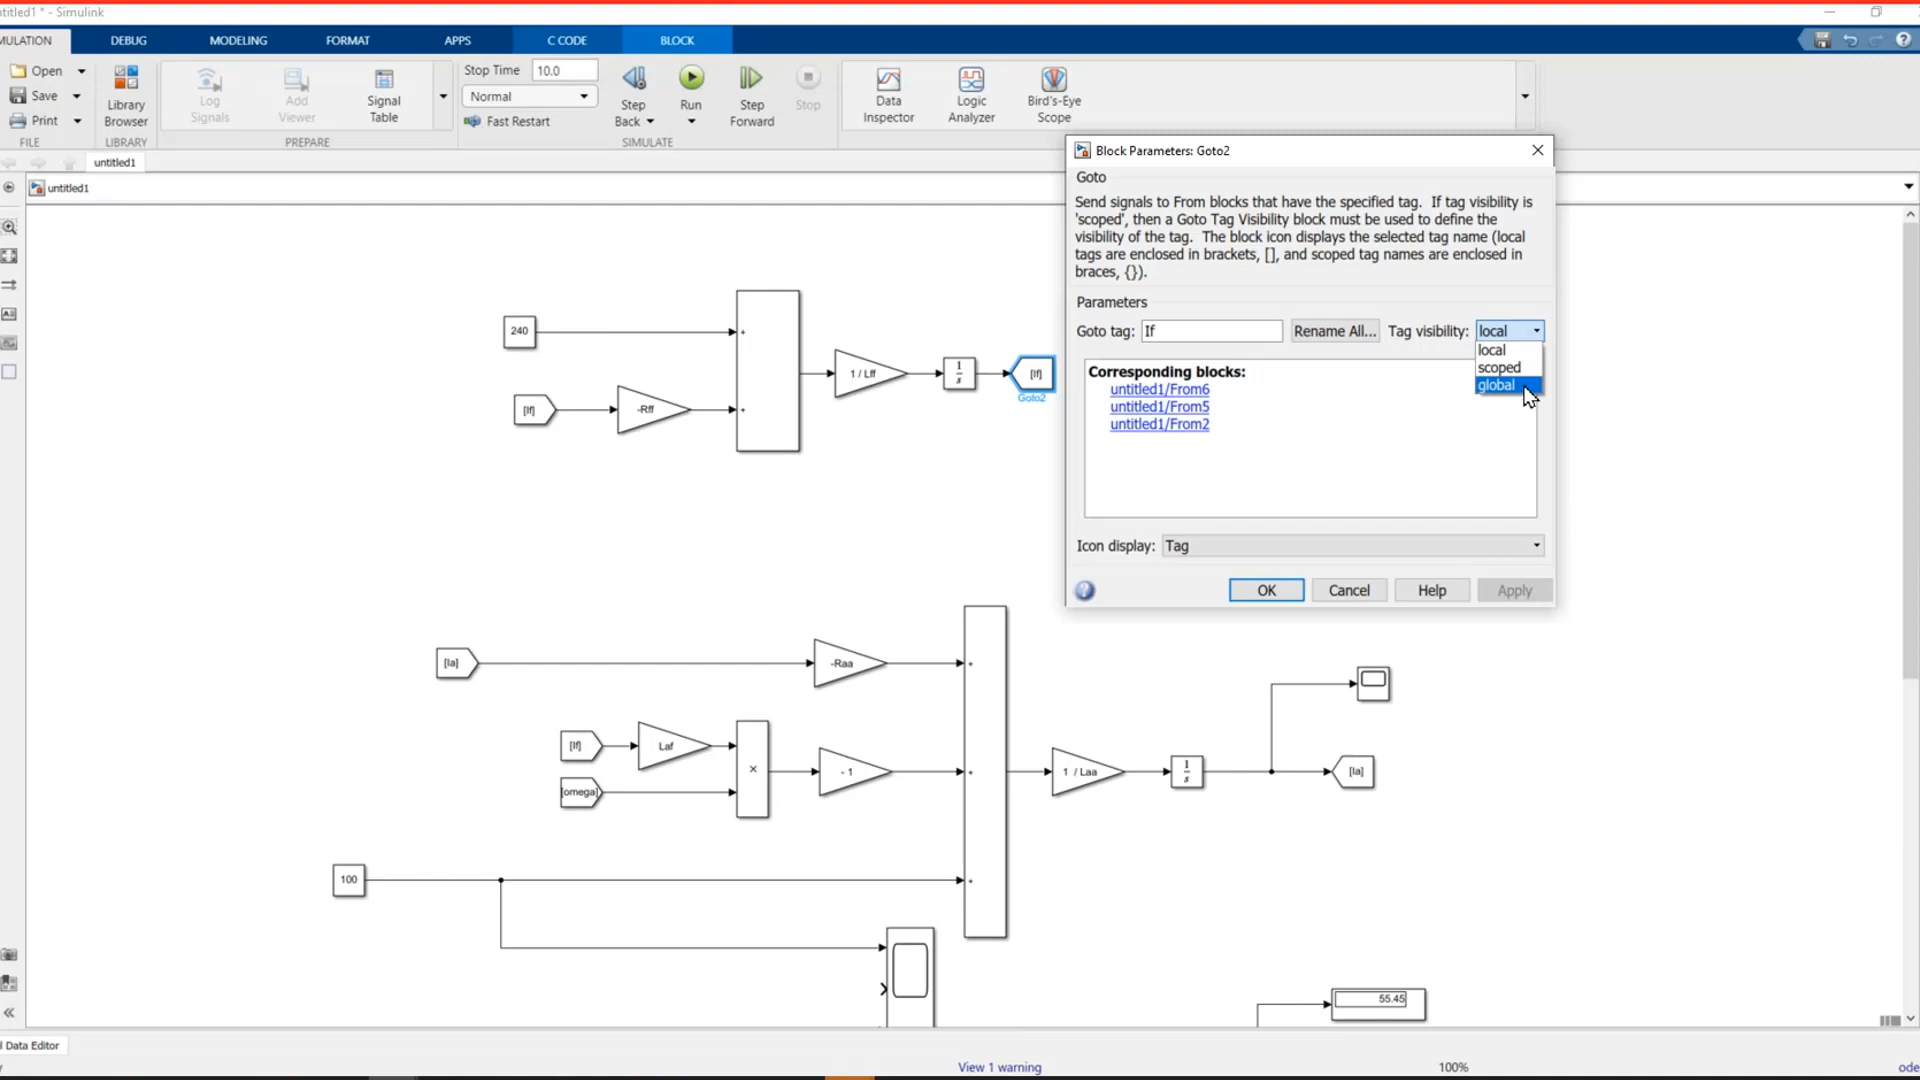 ntitled1 * - Simulink
MULATION
DEBUG
MODELING
FORMAT
APPS
C CODE
BLOCK
Open
Save
Print
FILE
Library
Browser
LIBRARY
Log
Signals
Add
Viewer
Signal
Table
PREPARE
Stop Time 10.0
Normal
Fast Restart
Step
Back
Run
Step
Forward
Stop
SIMULATE
Data
Inspector
Logic
Analyzer
Bird's-Eye
Scope
untitled1
untitled1
Block Parameters: Goto2
Goto
Send signals to From blocks that have the specified tag. If tag visibility is
'scoped', then a Goto Tag Visibility block must be used to define the
visibility of the tag. The block icon displays the selected tag name (local
tags are enclosed in brackets, [], and scoped tag names are enclosed in
braces, {}).
Parameters
Goto tag: If
Rename All...
Tag visibility: local
local
scoped
global
Corresponding blocks:
untitled1/From6
untitled1/From5
untitled1/From2
Icon display: Tag
OK
Cancel
Help
Apply
240
+
1 / Lff
1
s
[If]
Goto2
[If]
-Rff
+
[Ia]
-Raa
+
[If]
Laf
×
- 1
+
1 / Laa
1
s
[Ia]
[omega]
100
+
55.45
l Data Editor
View 1 warning
100%
ode